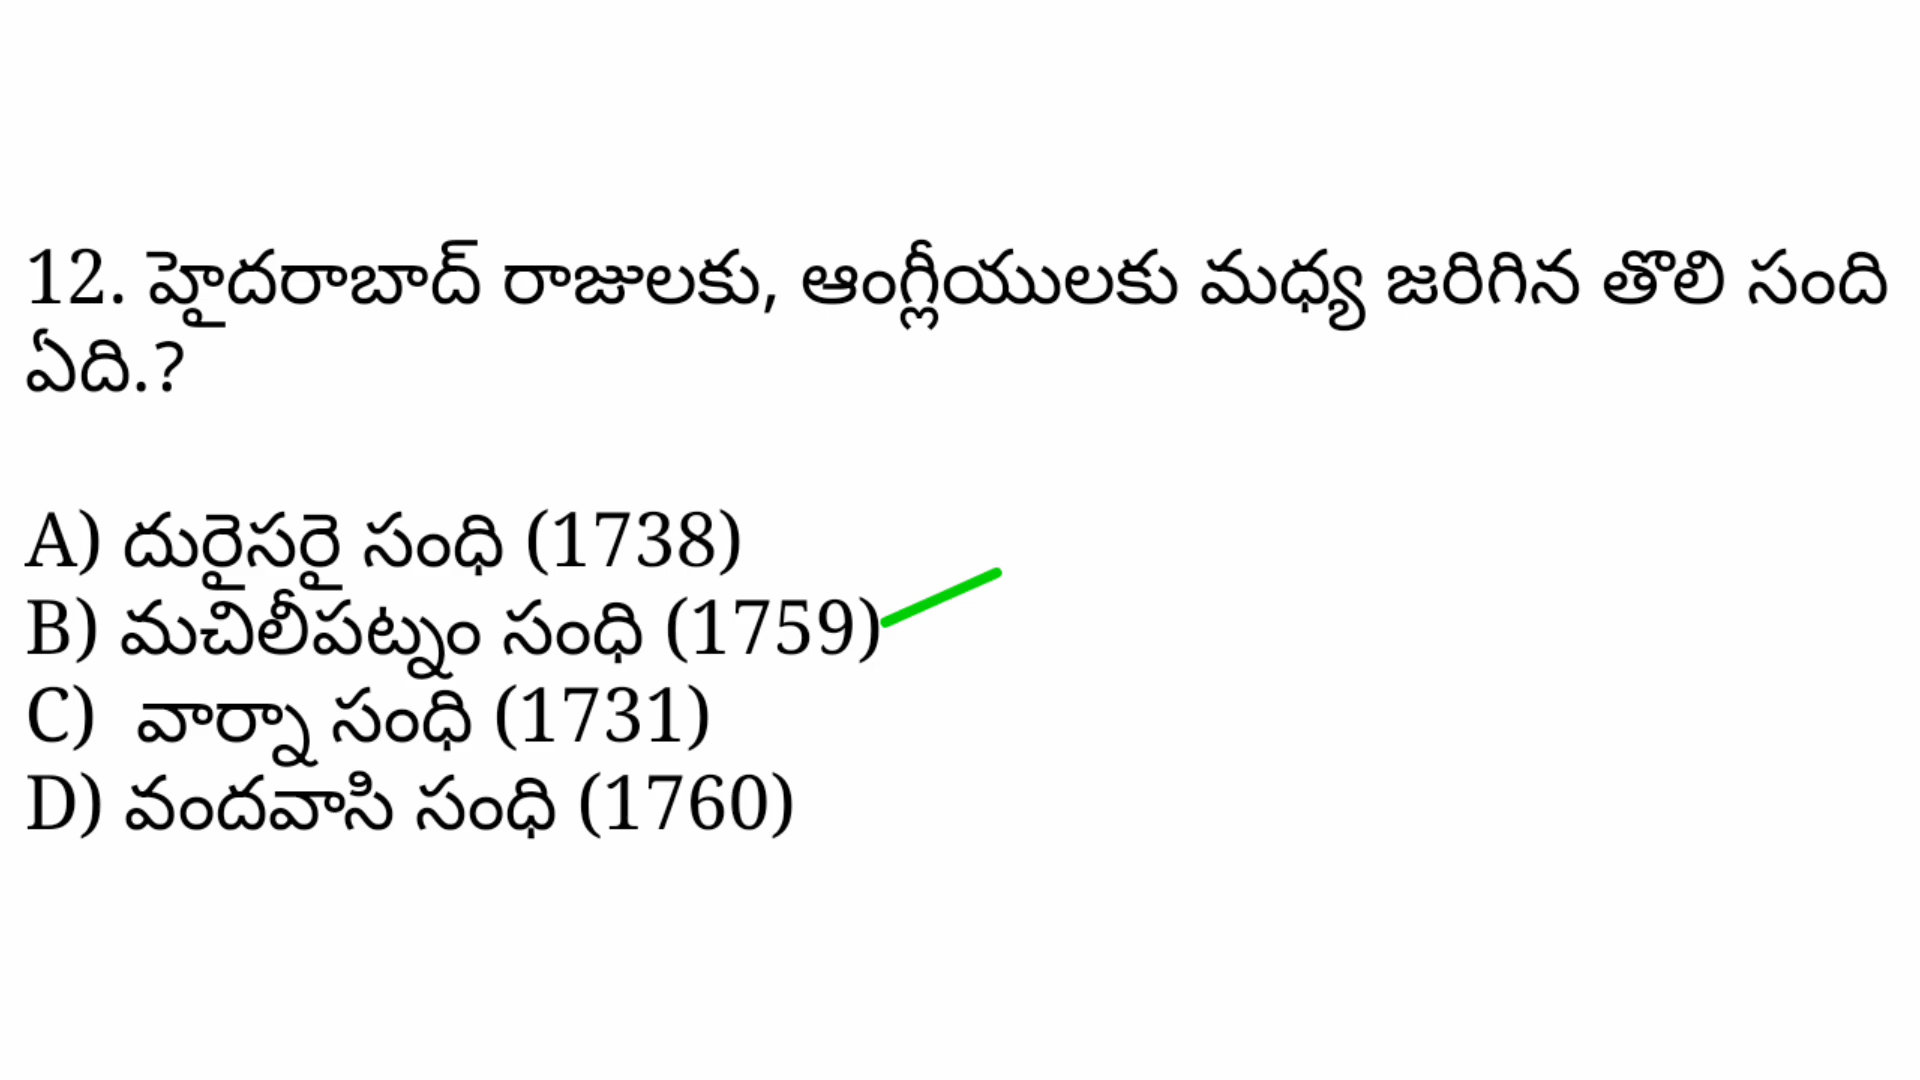 12. హైదరాబాద్ రాజులకు, ఆంగ్లీయులకు మధ్య జరిగిన తొలి సంది
ఏది.?
A) దురైసరై సంధి (1738)
B) మచిలీపట్నం సంధి (1759)
C) వార్నా సంధి (1731)
D) వందవాసి సంధి (1760)